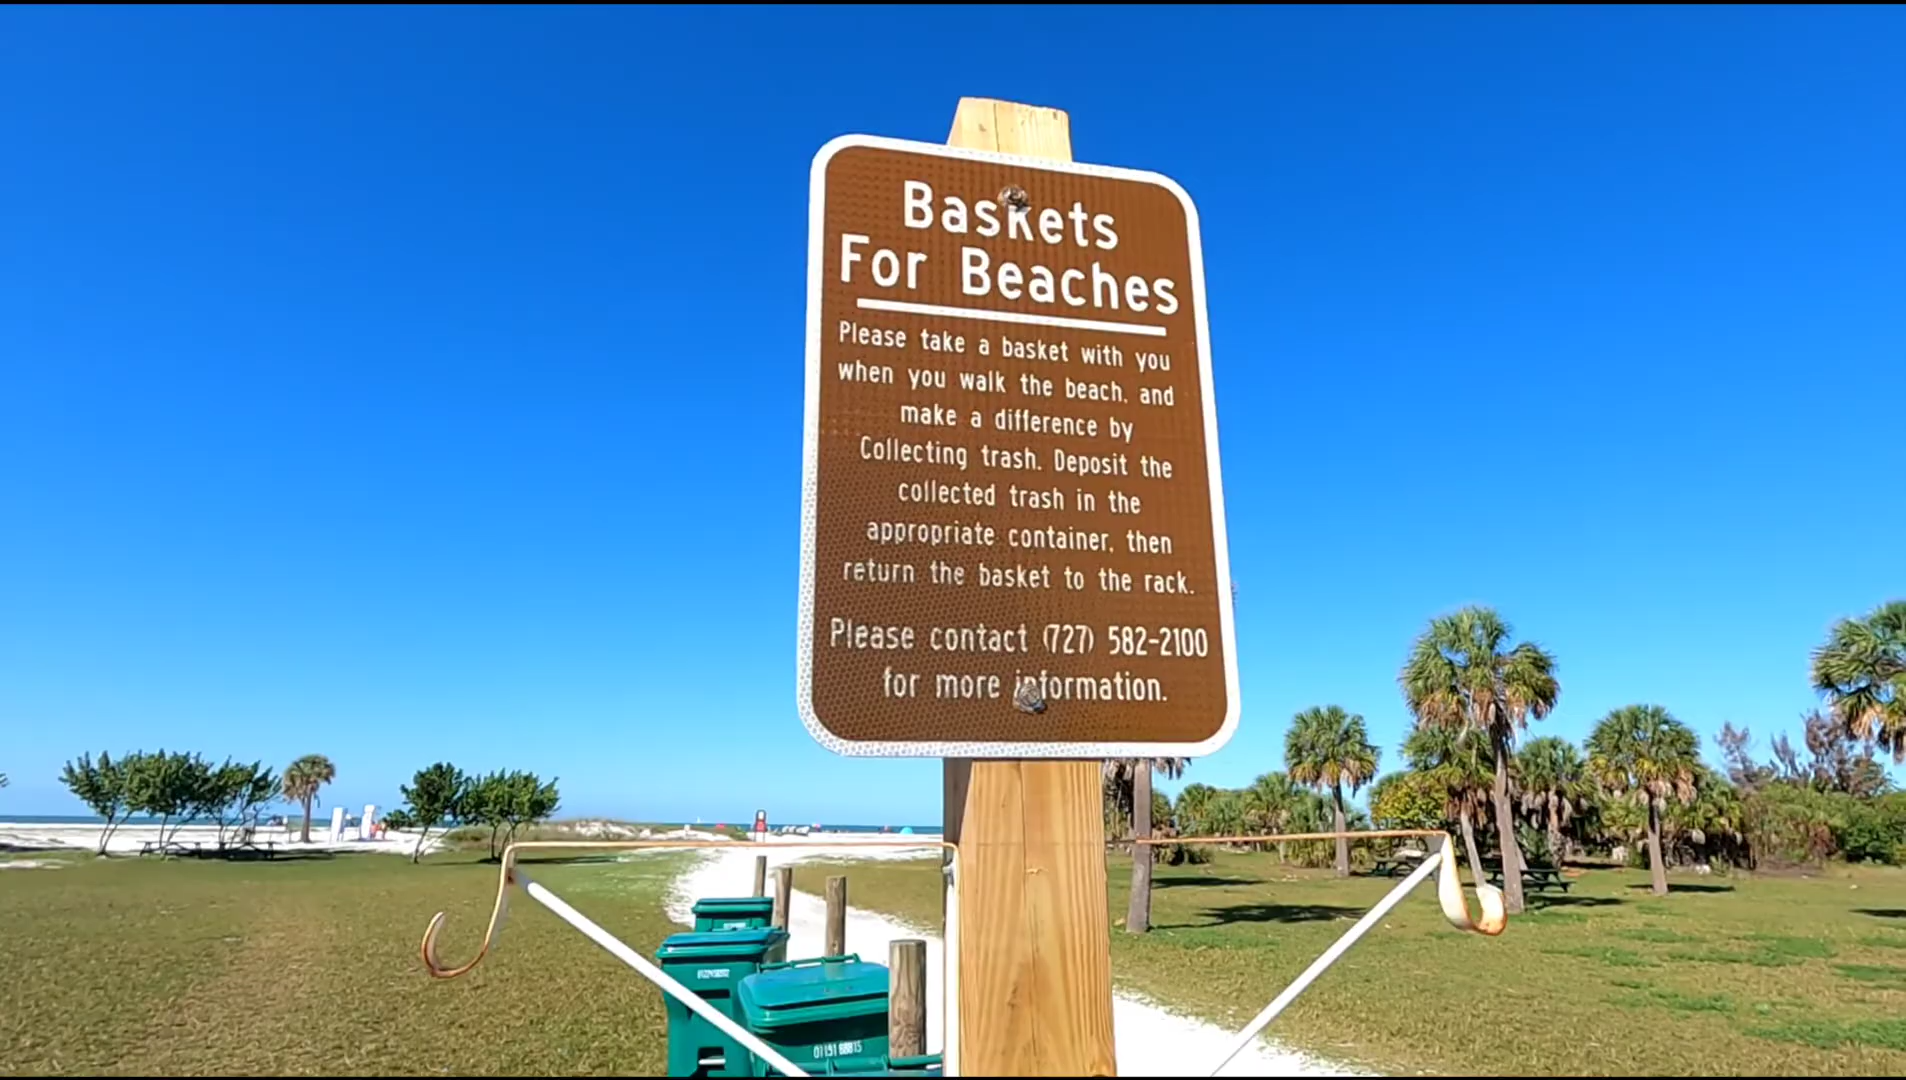 Baskets
For Beaches
Please take a basket with you
when you walk the beach, and
make a difference by
Collecting trash. Deposit the
collected trash in the
appropriate container, then
return the basket to the rack.
Please contact (727) 582-2100
for more information.